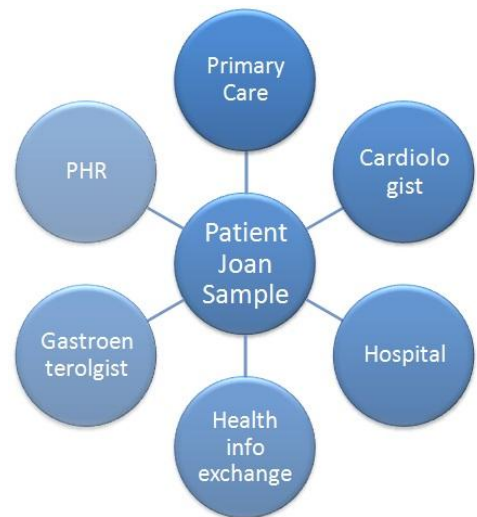 Primary
Care
Cardiolo
gist
Hospital
Health
info
exchange
Gastroen
terolgist
PHR
Patient
Joan
Sample